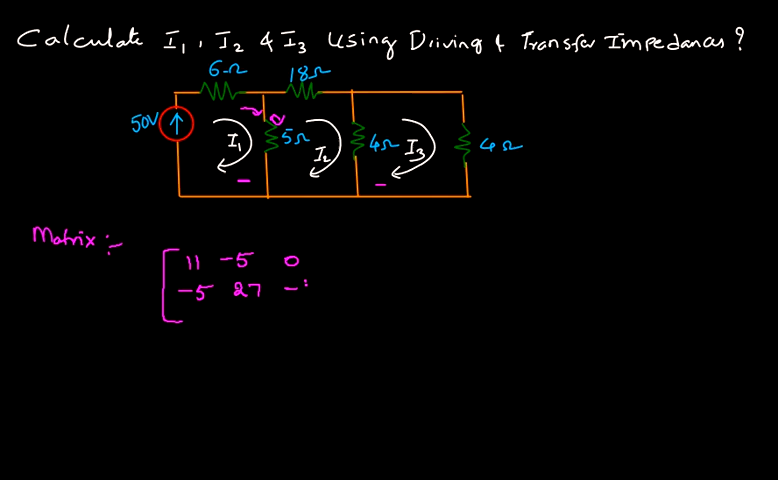 Calculate I₁, I₂ & I₃ Using Driving & Transfer Impedances?
6Ω 18Ω
50V I₁ 5Ω I₂ 4Ω I₃ 4Ω
Matrix :-
11 -5 0
-5 27 -